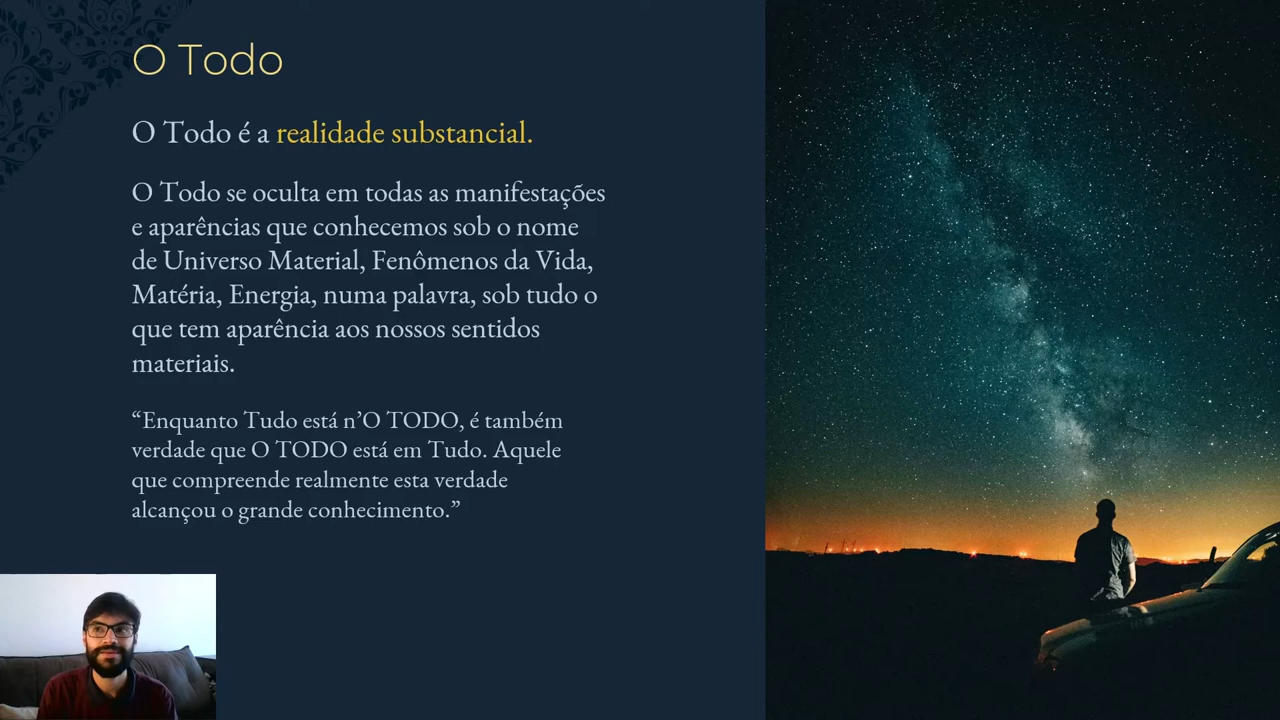 O Todo
O Todo é a realidade substancial.
O Todo se oculta em todas as manifestações
e aparências que conhecemos sob o nome
de Universo Material, Fenômenos da Vida,
Matéria, Energia, numa palavra, sob tudo o
que tem aparência aos nossos sentidos
materiais.
“Enquanto Tudo está n’O TODO, é também
verdade que O TODO está em Tudo. Aquele
que compreende realmente esta verdade
alcançou o grande conhecimento.”